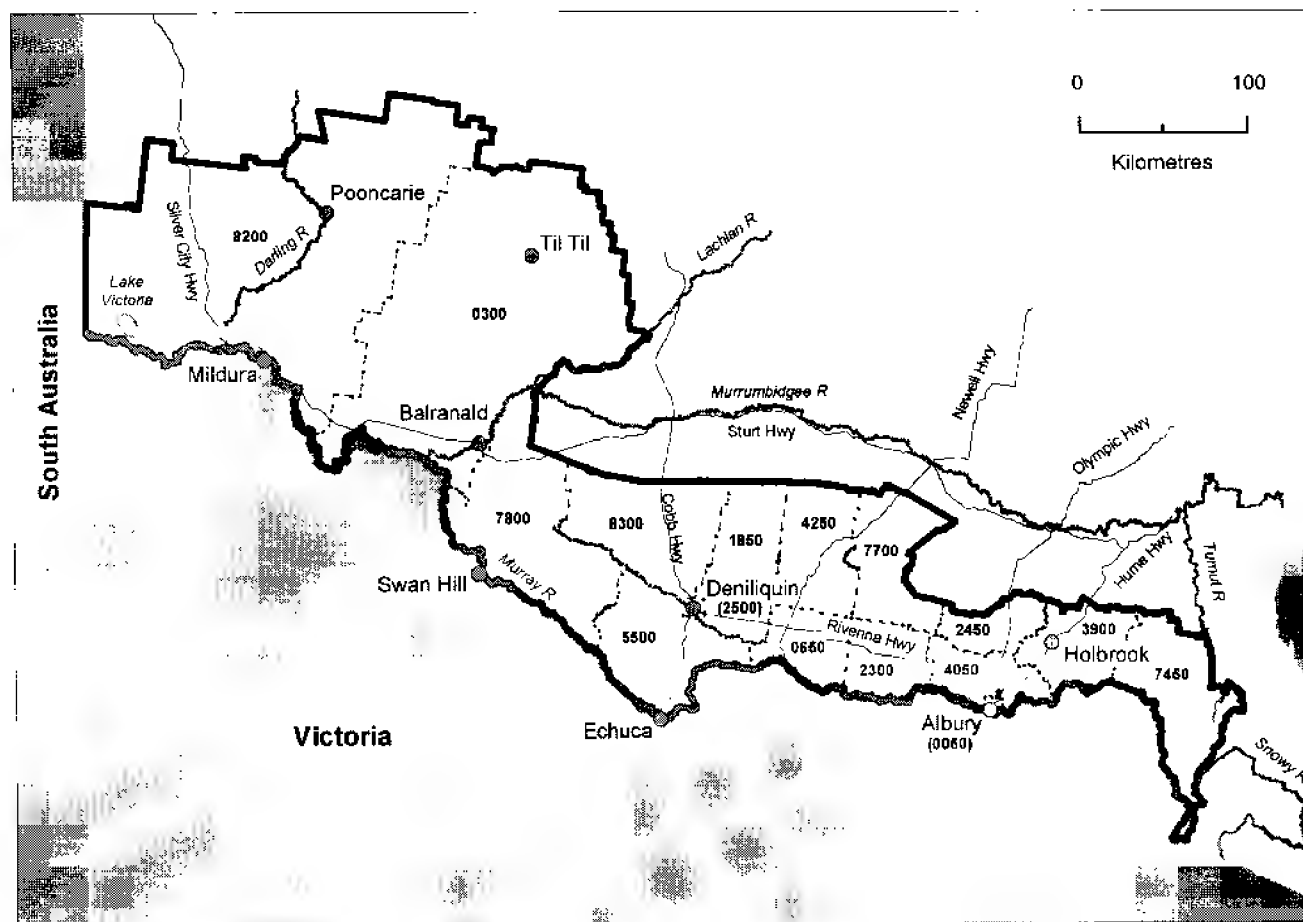 0
100
Kilometres
Pooncarie
Silver City Hwy
8200
Darling R
Til Til
Lachlan R
Lake
Victoria
0300
South Australia
Mildura
Newell Hwy
Murrumbidgee R
Balranald
Sturt Hwy
Olympic Hwy
Cobb Hwy
7800
8300
4250
1850
7700
Hume Hwy
Tumut R
Murray R
Swan Hill
Deniliquin
(2500)
Riverina Hwy
2450
3900
5500
0650
Holbrook
2300
4050
7450
Echuca
Albury
(0050)
Victoria
Snowy R